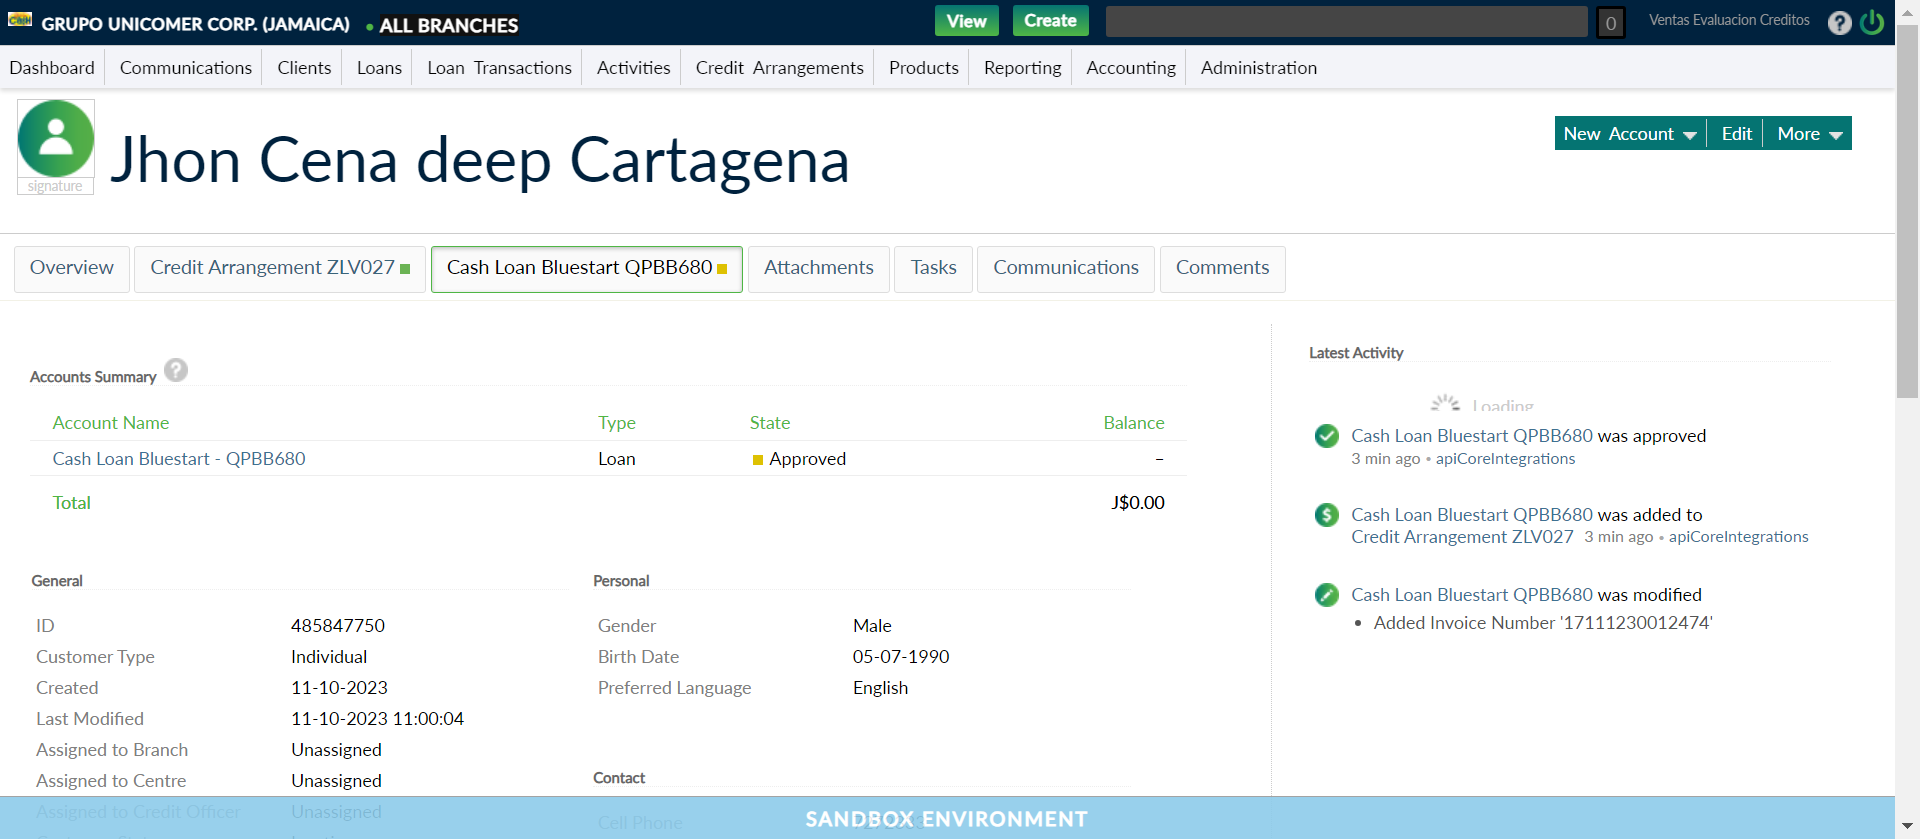 Cash GRUPO UNICOMER CORP. (JAMAICA) ALL BRANCHES View Create 0 Ventas Evaluacion Creditos ?
Dashboard Communications Clients Loans Loan Transactions Activities Credit Arrangements Products Reporting Accounting Administration
signature
Jhon Cena deep Cartagena
New Account Edit More
Overview Credit Arrangement ZLV027 Cash Loan Bluestart QPBB680 Attachments Tasks Communications Comments
Accounts Summary ?
Account Name Type State Balance
Cash Loan Bluestart - QPBB680 Loan Approved –
Total J$0.00
General
ID 485847750
Customer Type Individual
Created 11-10-2023
Last Modified 11-10-2023 11:00:04
Assigned to Branch Unassigned
Assigned to Centre Unassigned
Assigned to Credit Officer Unassigned
Personal
Gender Male
Birth Date 05-07-1990
Preferred Language English
Contact
Cell Phone
Latest Activity
Loading
Cash Loan Bluestart QPBB680 was approved
3 min ago • apiCoreIntegrations
Cash Loan Bluestart QPBB680 was added to
Credit Arrangement ZLV027 3 min ago • apiCoreIntegrations
Cash Loan Bluestart QPBB680 was modified
• Added Invoice Number '17111230012474'
SANDBOX ENVIRONMENT